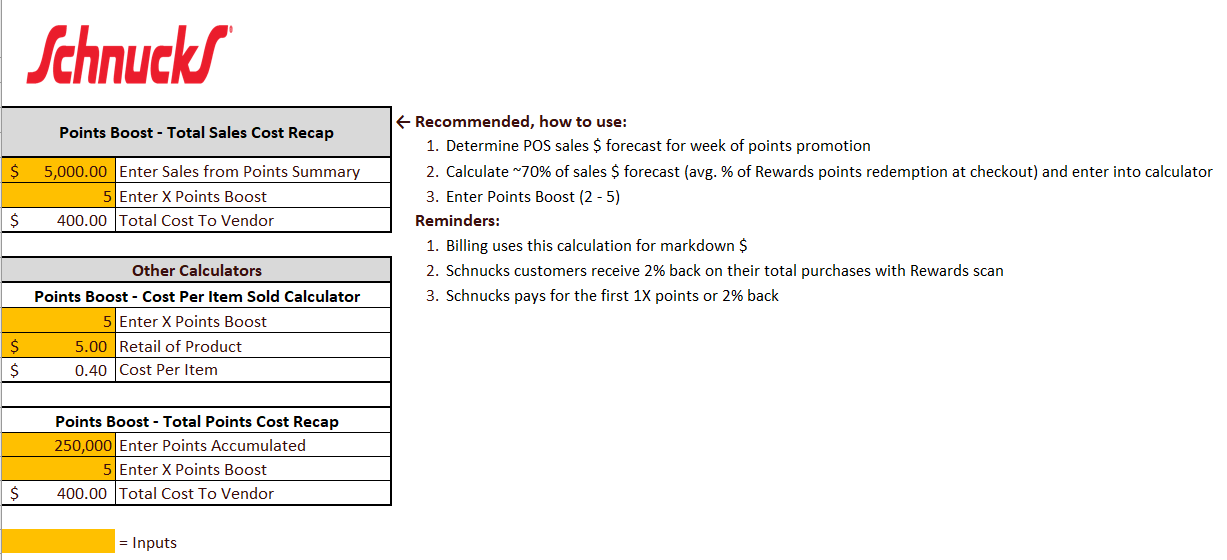 Schnucks
Points Boost - Total Sales Cost Recap
$ 5,000.00 Enter Sales from Points Summary
5 Enter X Points Boost
$ 400.00 Total Cost To Vendor
← Recommended, how to use:
1. Determine POS sales $ forecast for week of points promotion
2. Calculate ~70% of sales $ forecast (avg. % of Rewards points redemption at checkout) and enter into calculator
3. Enter Points Boost (2 - 5)
Reminders:
1. Billing uses this calculation for markdown $
2. Schnucks customers receive 2% back on their total purchases with Rewards scan
3. Schnucks pays for the first 1X points or 2% back
Other Calculators
Points Boost - Cost Per Item Sold Calculator
5 Enter X Points Boost
$ 5.00 Retail of Product
$ 0.40 Cost Per Item
Points Boost - Total Points Cost Recap
250,000 Enter Points Accumulated
5 Enter X Points Boost
$ 400.00 Total Cost To Vendor
= Inputs